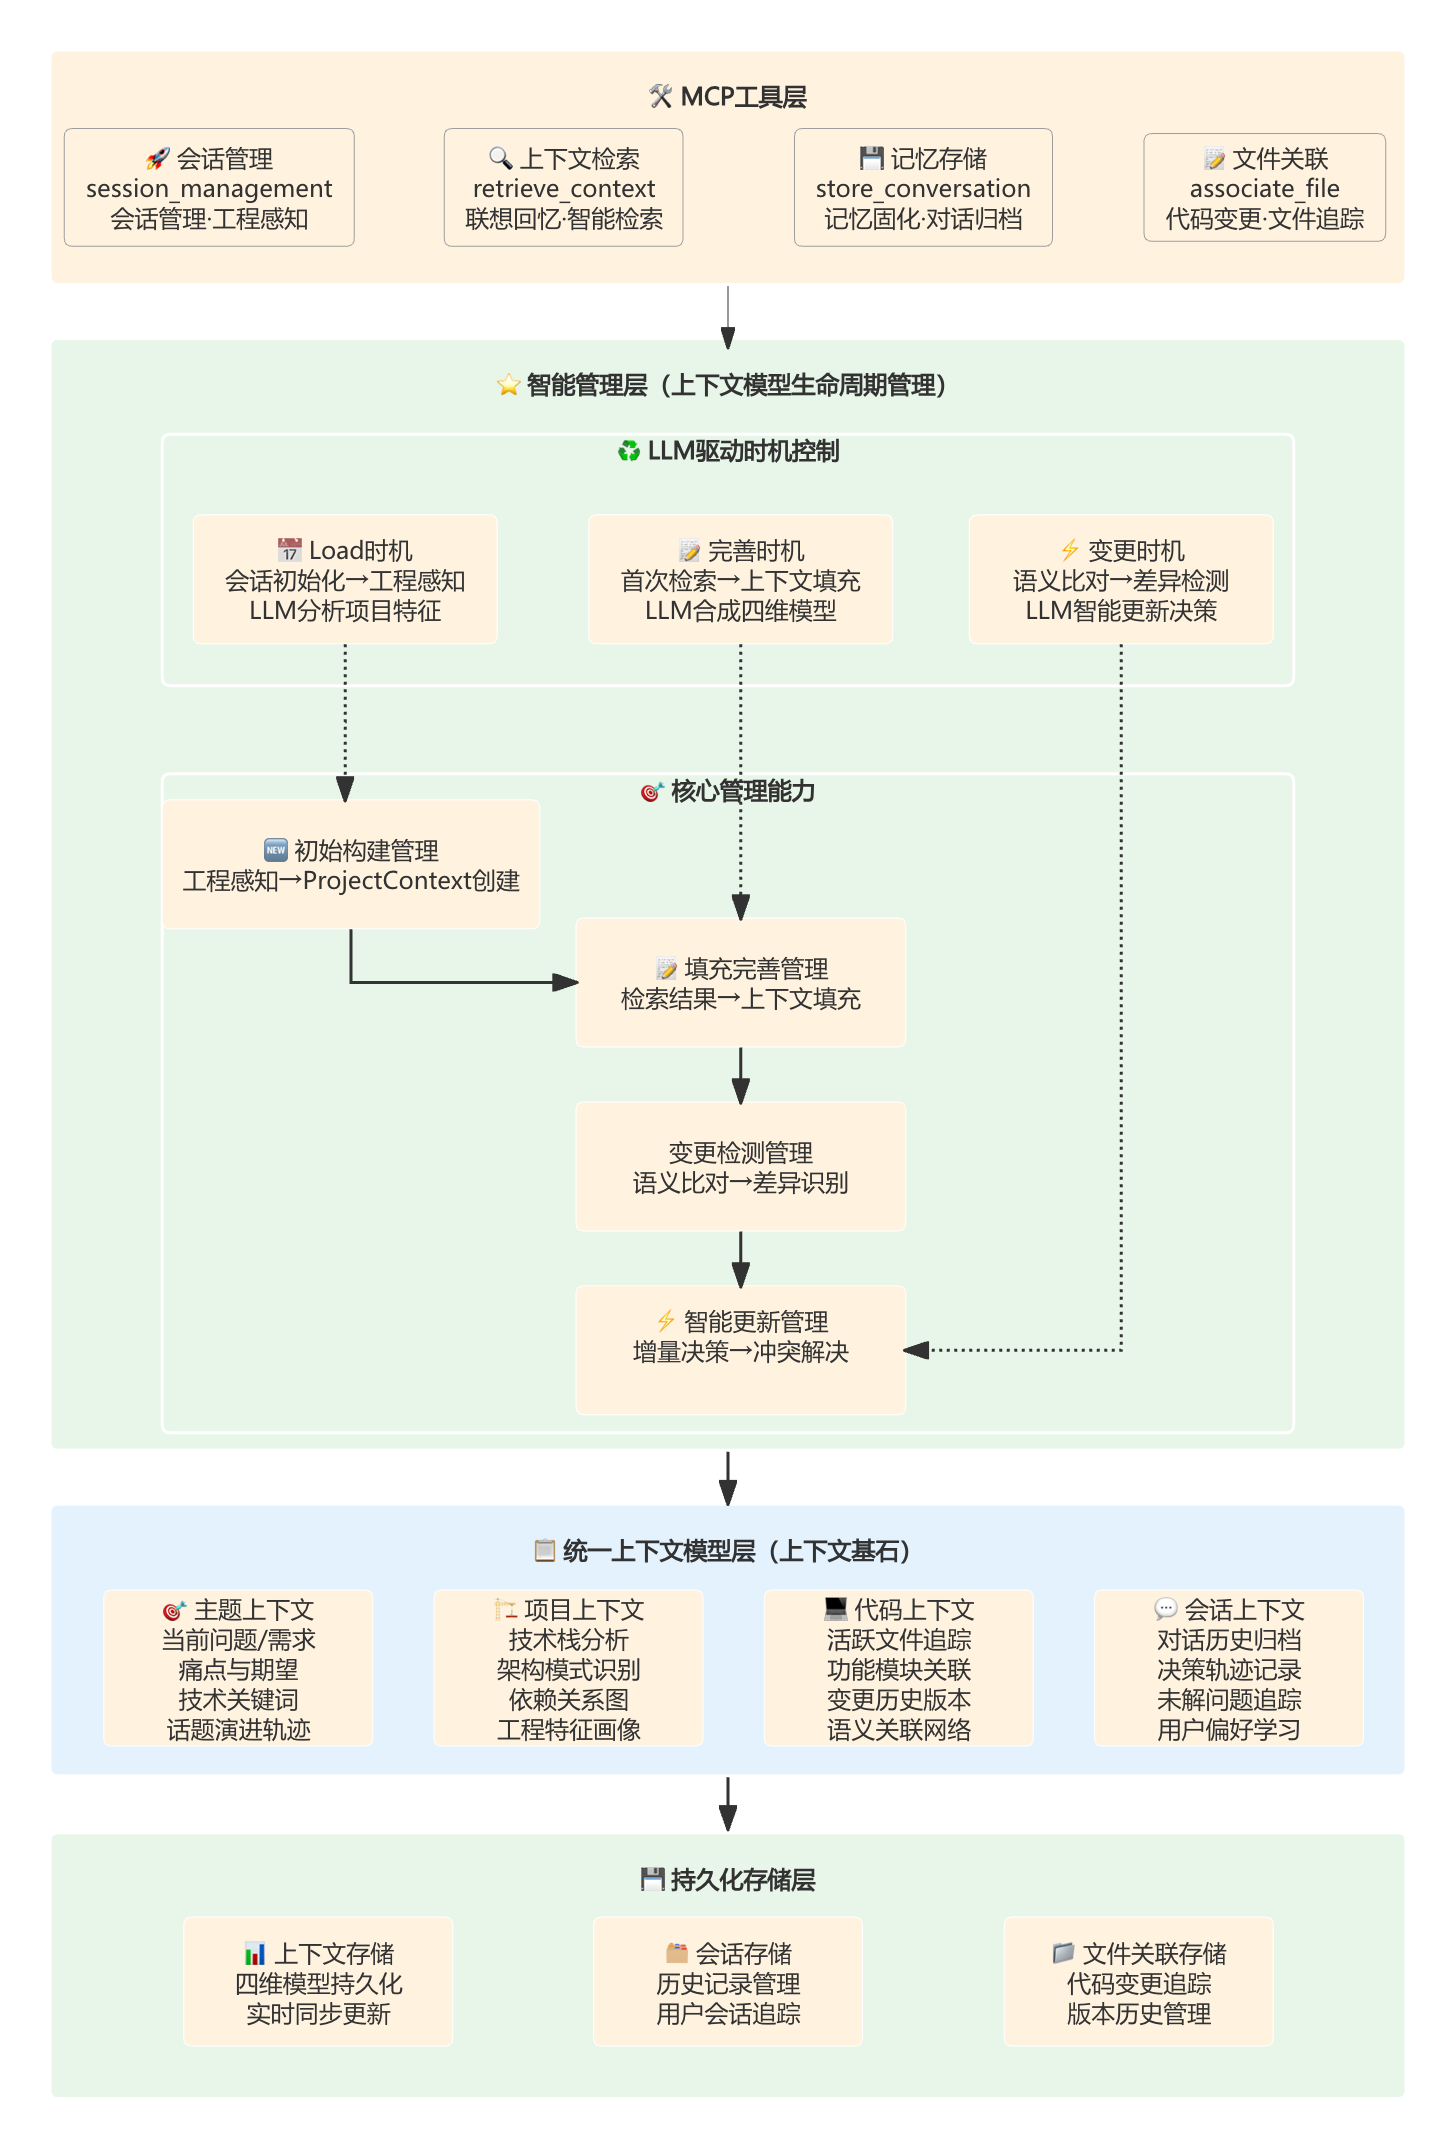 🛠️ MCP工具层
🚀 会话管理
session_management
会话管理·工程感知
🔍 上下文检索
retrieve_context
联想回忆·智能检索
💾 记忆存储
store_conversation
记忆固化·对话归档
📝 文件关联
associate_file
代码变更·文件追踪
⭐ 智能管理层（上下文模型生命周期管理）
♻️ LLM驱动时机控制
📅 Load时机
会话初始化→工程感知
LLM分析项目特征
📝 完善时机
首次检索→上下文填充
LLM合成四维模型
⚡ 变更时机
语义比对→差异检测
LLM智能更新决策
🎯 核心管理能力
🆕 初始构建管理
工程感知→ProjectContext创建
📝 填充完善管理
检索结果→上下文填充
变更检测管理
语义比对→差异识别
⚡ 智能更新管理
增量决策→冲突解决
📋 统一上下文模型层（上下文基石）
🎯 主题上下文
当前问题/需求
痛点与期望
技术关键词
话题演进轨迹
🏗️ 项目上下文
技术栈分析
架构模式识别
依赖关系图
工程特征画像
💻 代码上下文
活跃文件追踪
功能模块关联
变更历史版本
语义关联网络
💬 会话上下文
对话历史归档
决策轨迹记录
未解问题追踪
用户偏好学习
💾 持久化存储层
📊 上下文存储
四维模型持久化
实时同步更新
🗂️ 会话存储
历史记录管理
用户会话追踪
📁 文件关联存储
代码变更追踪
版本历史管理